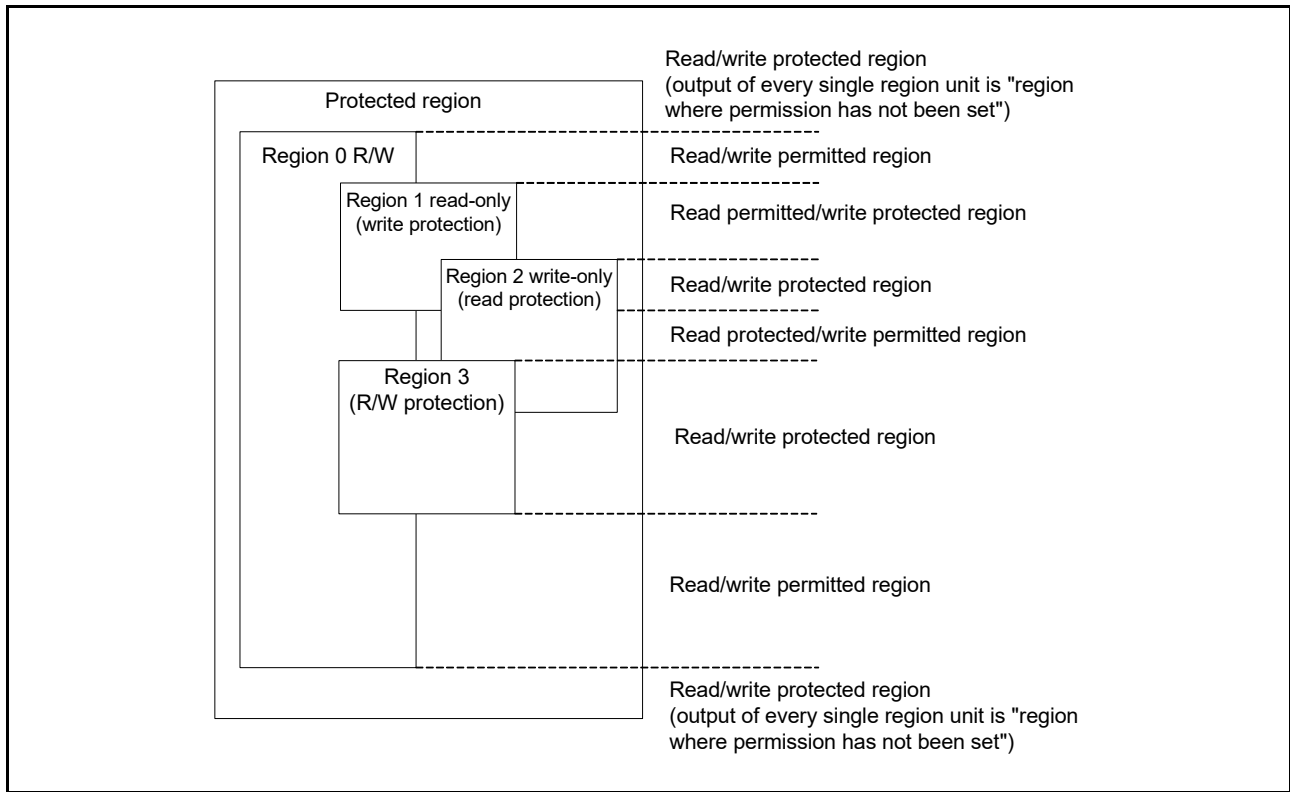 Read/write protected region
(output of every single region unit is "region
where permission has not been set")
Protected region
Region 0 R/W
Read/write permitted region
Region 1 read-only
(write protection)
Read permitted/write protected region
Region 2 write-only
(read protection)
Read/write protected region
Read protected/write permitted region
Region 3
(R/W protection)
Read/write protected region
Read/write permitted region
Read/write protected region
(output of every single region unit is "region
where permission has not been set")